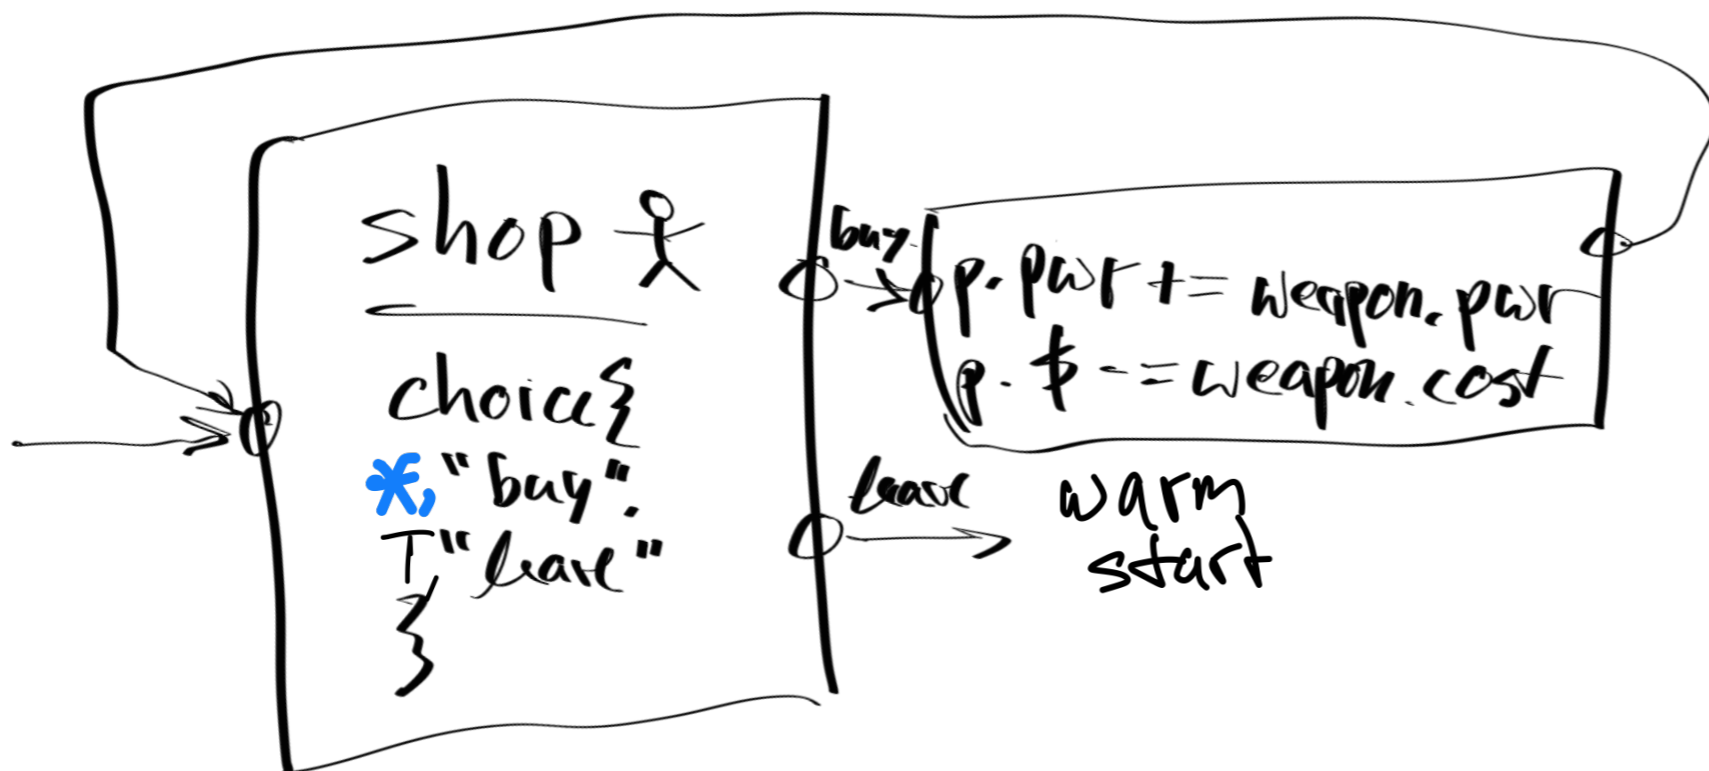 shop
choice{
*, "buy".
T, "leave"
}
buy
p.pwr += weapon.pwr
p.$ -= weapon.cost
leave
warm
start